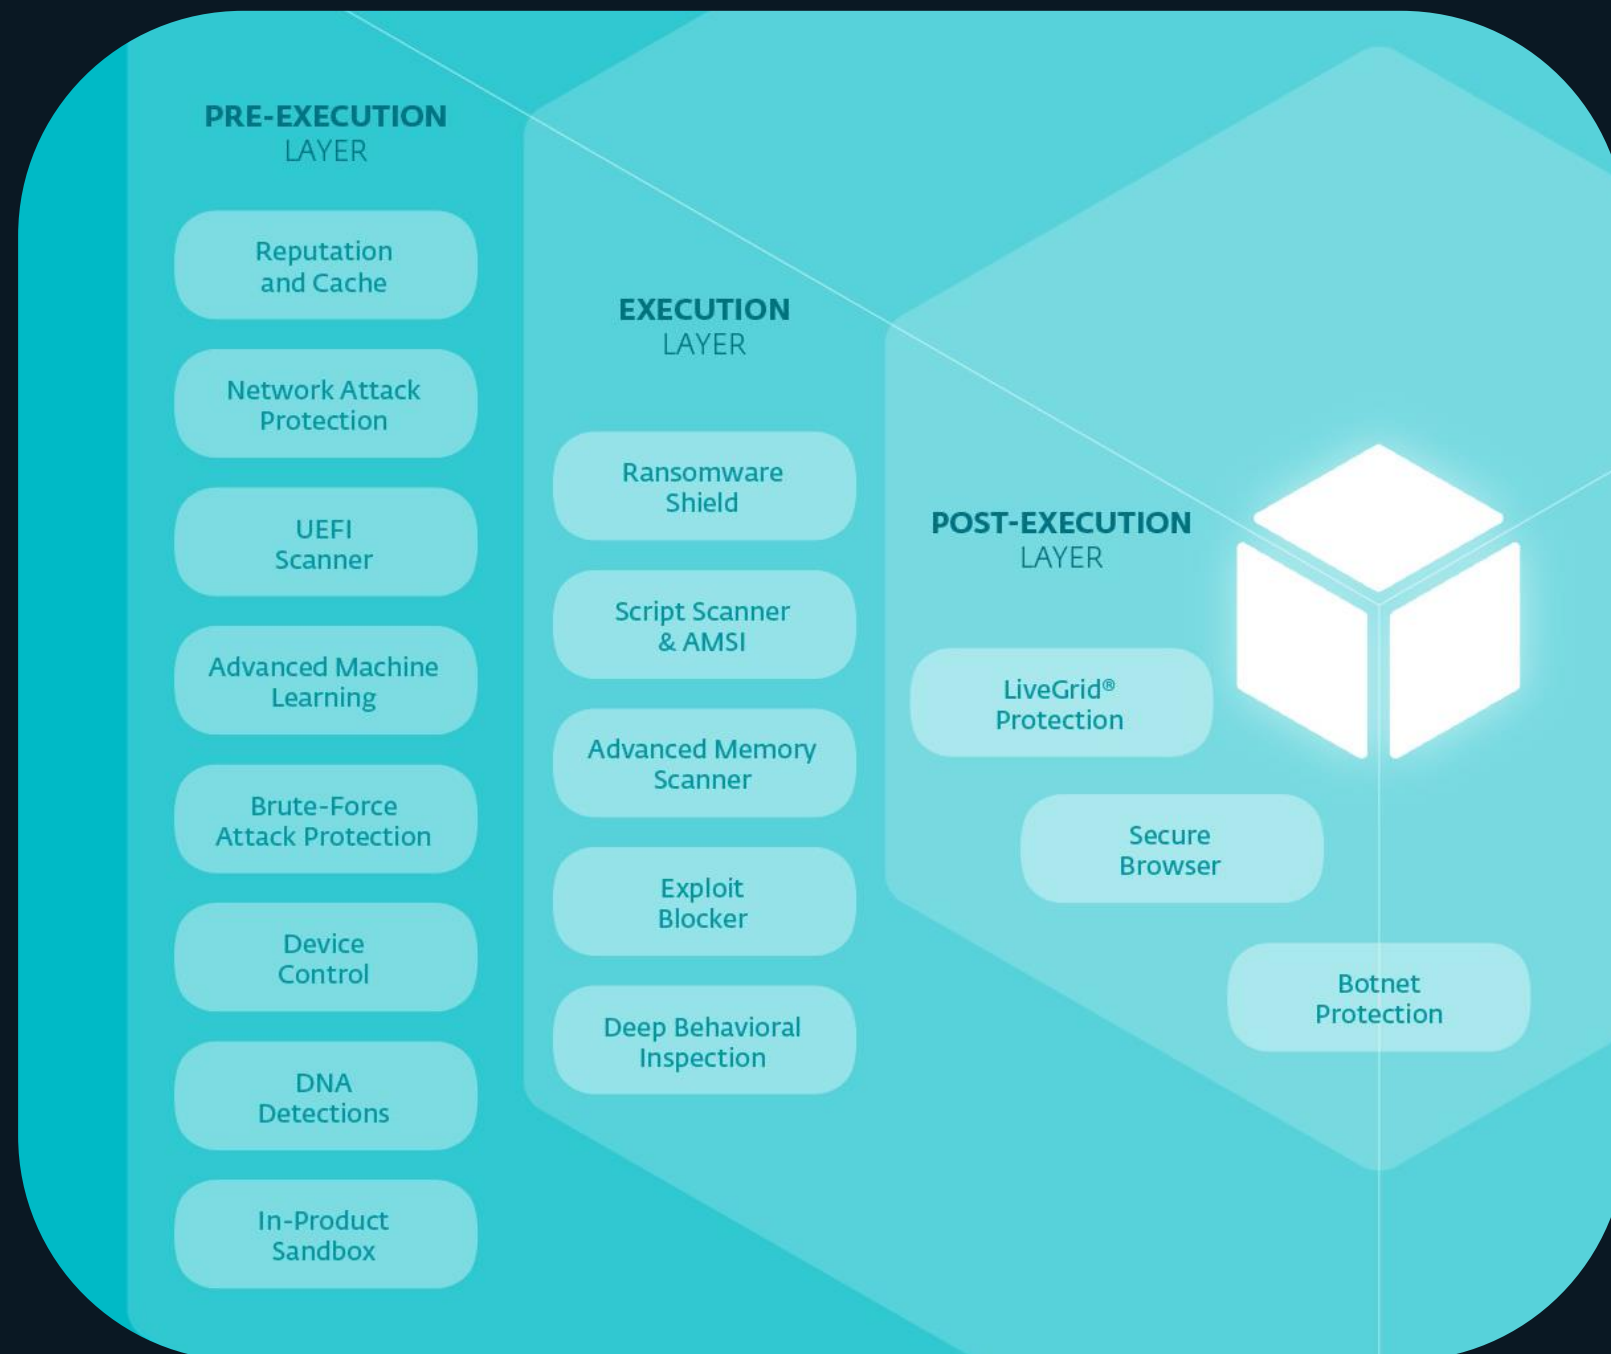 PRE-EXECUTION
LAYER
Reputation
and Cache
Network Attack
Protection
UEFI
Scanner
Advanced Machine
Learning
Brute-Force
Attack Protection
Device
Control
DNA
Detections
In-Product
Sandbox
EXECUTION
LAYER
Ransomware
Shield
Script Scanner
& AMSI
Advanced Memory
Scanner
Exploit
Blocker
Deep Behavioral
Inspection
POST-EXECUTION
LAYER
LiveGrid®
Protection
Secure
Browser
Botnet
Protection